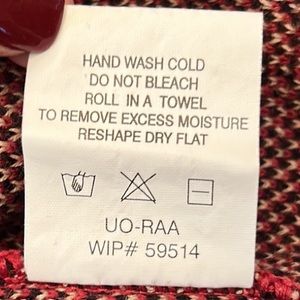 HAND WASH COLD
DO NOT BLEACH
ROLL IN A TOWEL
TO REMOVE EXCESS MOISTURE
RESHAPE DRY FLAT
UO-RAA
WIP# 59514